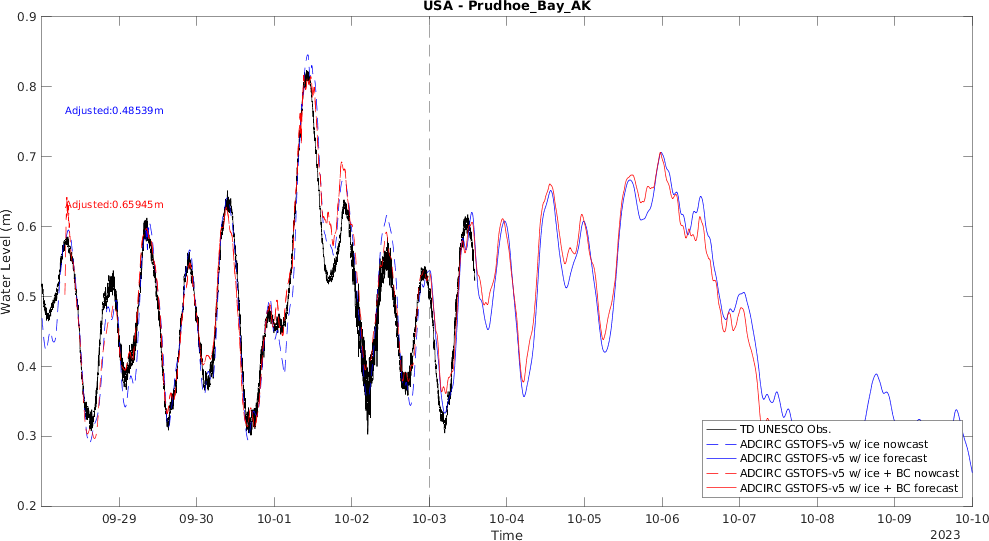 USA - Prudhoe_Bay_AK
0.9
0.8
0.7
0.6
0.5
0.4
0.3
0.2
Water Level (m)
Adjusted:0.48539m
Adjusted:0.65945m
TD UNESCO Obs.
ADCIRC GSTOFS-v5 w/ ice nowcast
ADCIRC GSTOFS-v5 w/ ice forecast
ADCIRC GSTOFS-v5 w/ ice + BC nowcast
ADCIRC GSTOFS-v5 w/ ice + BC forecast
09-29 09-30 10-01 10-02 10-03 10-04 10-05 10-06 10-07 10-08 10-09 10-10
Time
2023